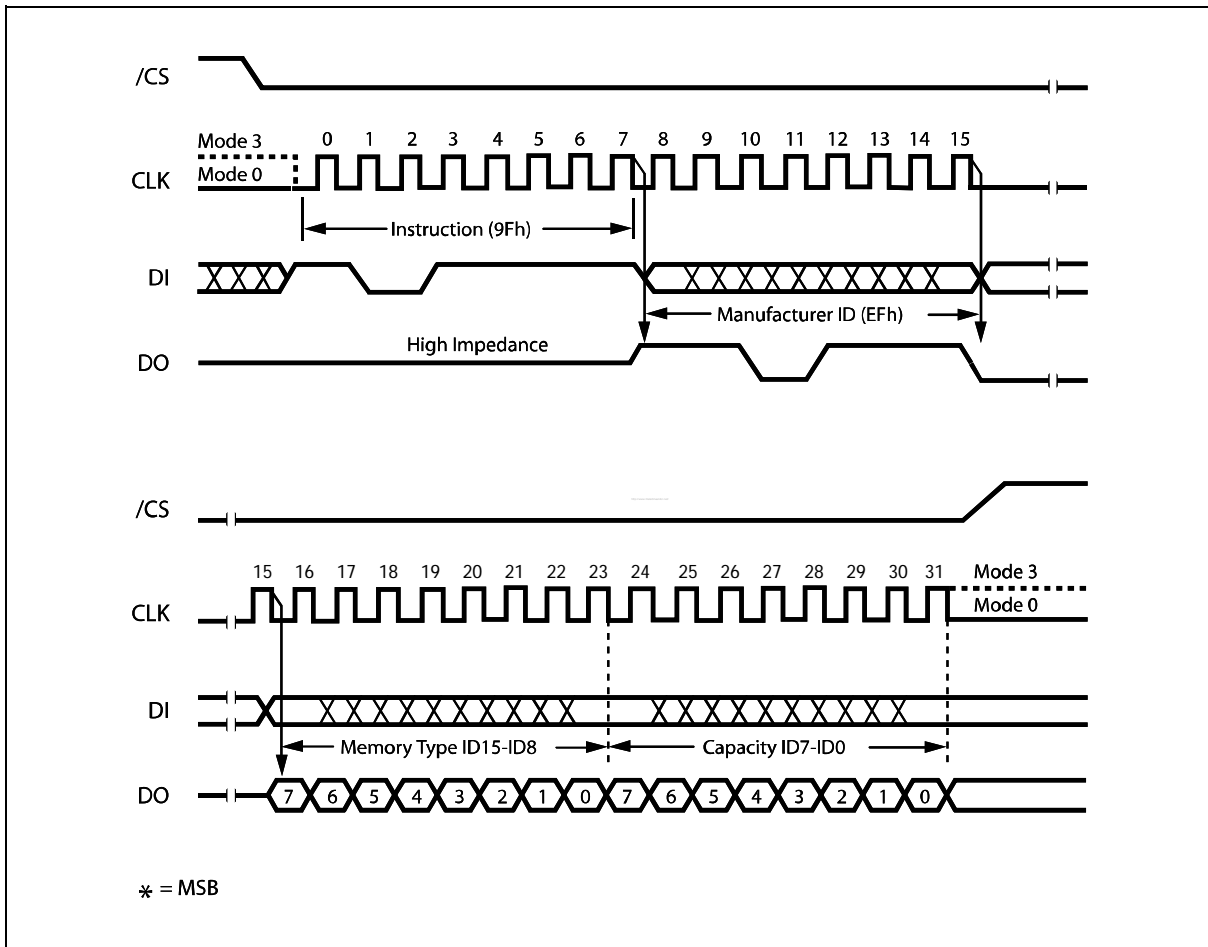 /CS
Mode 3
0 1 2 3 4 5 6 7 8 9 10 11 12 13 14 15
Mode 0
CLK
Instruction (9Fh)
DI
Manufacturer ID (EFh)
High Impedance
DO
/CS
15 16 17 18 19 20 21 22 23 24 25 26 27 28 29 30 31
Mode 3
Mode 0
CLK
DI
Memory Type ID15-ID8
Capacity ID7-ID0
DO
7 6 5 4 3 2 1 0 7 6 5 4 3 2 1 0
* = MSB